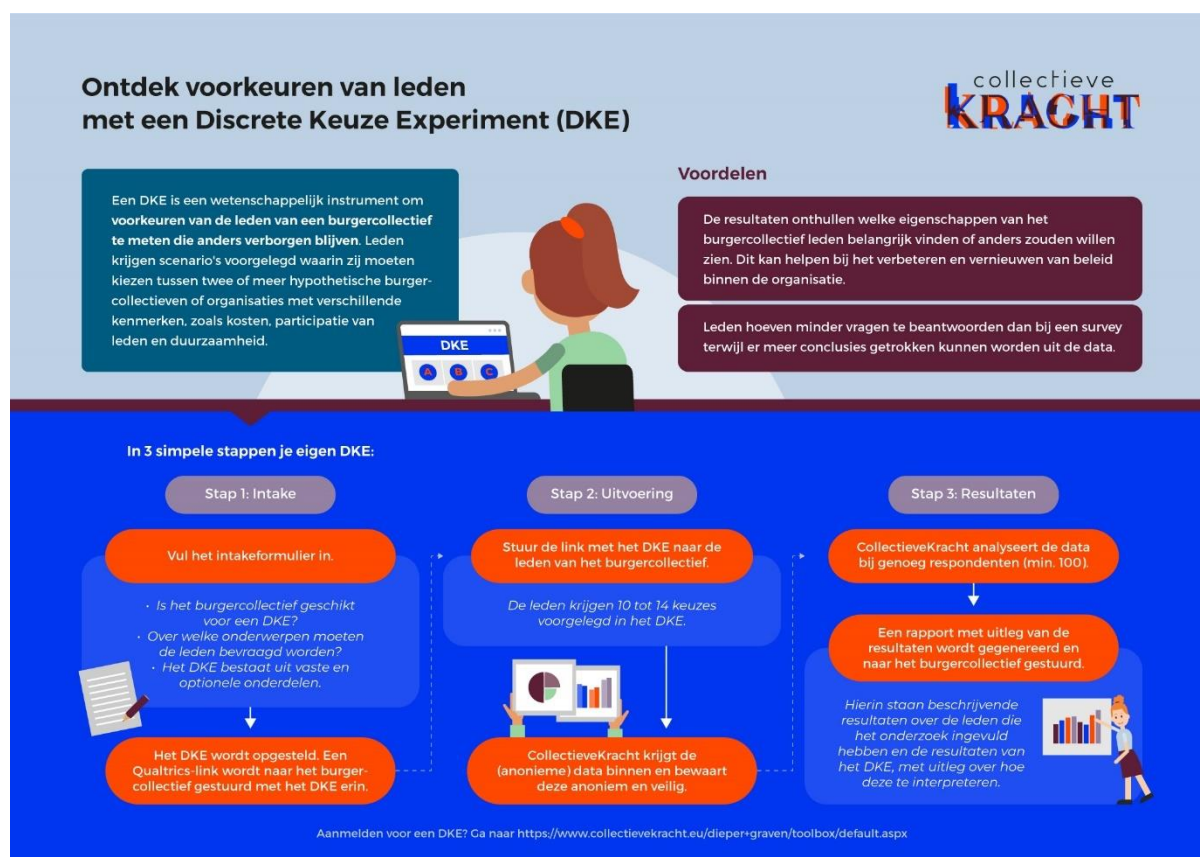 Ontdek voorkeuren van leden
met een Discrete Keuze Experiment (DKE)
collectieve
KRACHT
Een DKE is een wetenschappelijk instrument om
voorkeuren van de leden van een burgercollectief
te meten die anders verborgen blijven. Leden
krijgen scenario's voorgelegd waarin zij moeten
kiezen tussen twee of meer hypothetische burger-
collectieven of organisaties met verschillende
kenmerken, zoals kosten, participatie van
leden en duurzaamheid.
DKE
A B C
Voordelen
De resultaten onthullen welke eigenschappen van het
burgercollectief leden belangrijk vinden of anders zouden willen
zien. Dit kan helpen bij het verbeteren en vernieuwen van beleid
binnen de organisatie.
Leden hoeven minder vragen te beantwoorden dan bij een survey
terwijl er meer conclusies getrokken kunnen worden uit de data.
In 3 simpele stappen je eigen DKE:
Stap 1: Intake
Vul het intakeformulier in.
• Is het burgercollectief geschikt
voor een DKE?
• Over welke onderwerpen moeten
de leden bevraagd worden?
• Het DKE bestaat uit vaste en
optionele onderdelen.
Het DKE wordt opgesteld. Een
Qualtrics-link wordt naar het burger-
collectief gestuurd met het DKE erin.
Stap 2: Uitvoering
Stuur de link met het DKE naar de
leden van het burgercollectief.
De leden krijgen 10 tot 14 keuzes
voorgelegd in het DKE.
CollectieveKracht krijgt de
(anonieme) data binnen en bewaart
deze anoniem en veilig.
Stap 3: Resultaten
CollectieveKracht analyseert de data
bij genoeg respondenten (min. 100).
Een rapport met uitleg van de
resultaten wordt gegenereerd en
naar het burgercollectief gestuurd.
Hierin staan beschrijvende
resultaten over de leden die
het onderzoek ingevuld
hebben en de resultaten van
het DKE, met uitleg over hoe
deze te interpreteren.
Aanmelden voor een DKE? Ga naar https://www.collectievekracht.eu/dieper+graven/toolbox/default.aspx